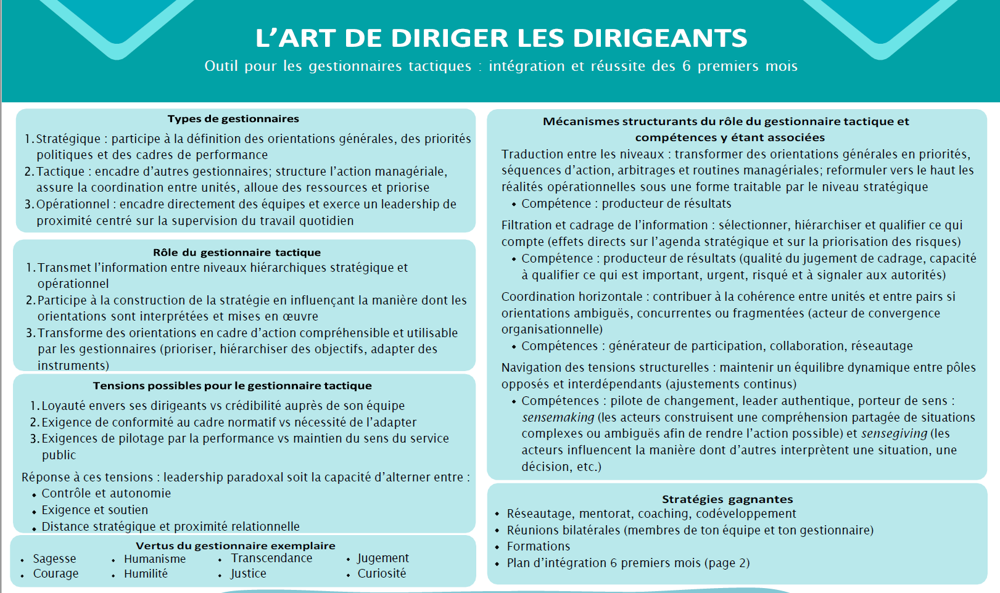 L’ART DE DIRIGER LES DIRIGEANTS
Outil pour les gestionnaires tactiques : intégration et réussite des 6 premiers mois
Types de gestionnaires
1. Stratégique : participe à la définition des orientations générales, des priorités
politiques et des cadres de performance
2. Tactique : encadre d’autres gestionnaires; structure l’action managériale,
assure la coordination entre unités, alloue des ressources et priorise
3. Opérationnel : encadre directement des équipes et exerce un leadership de
proximité centré sur la supervision du travail quotidien
Rôle du gestionnaire tactique
1. Transmet l’information entre niveaux hiérarchiques stratégique et
opérationnel
2. Participe à la construction de la stratégie en influençant la manière dont les
orientations sont interprétées et mises en œuvre
3. Transforme des orientations en cadre d’action compréhensible et utilisable
par les gestionnaires (prioriser, hiérarchiser des objectifs, adapter des
instruments)
Tensions possibles pour le gestionnaire tactique
1. Loyauté envers ses dirigeants vs crédibilité auprès de son équipe
2. Exigence de conformité au cadre normatif vs nécessité de l’adapter
3. Exigences de pilotage par la performance vs maintien du sens du service
public
Réponse à ces tensions : leadership paradoxal soit la capacité d’alterner entre :
• Contrôle et autonomie
• Exigence et soutien
• Distance stratégique et proximité relationnelle
Vertus du gestionnaire exemplaire
• Sagesse • Humanisme • Transcendance • Jugement
• Courage • Humilité • Justice • Curiosité
Mécanismes structurants du rôle du gestionnaire tactique et
compétences y étant associées
Traduction entre les niveaux : transformer des orientations générales en priorités,
séquences d’action, arbitrages et routines managériales; reformuler vers le haut les
réalités opérationnelles sous une forme traitable par le niveau stratégique
• Compétence : producteur de résultats
Filtration et cadrage de l’information : sélectionner, hiérarchiser et qualifier ce qui
compte (effets directs sur l’agenda stratégique et sur la priorisation des risques)
• Compétence : producteur de résultats (qualité du jugement de cadrage, capacité
à qualifier ce qui est important, urgent, risqué et à signaler aux autorités)
Coordination horizontale : contribuer à la cohérence entre unités et entre pairs si
orientations ambiguës, concurrentes ou fragmentées (acteur de convergence
organisationnelle)
• Compétences : générateur de participation, collaboration, réseautage
Navigation des tensions structurelles : maintenir un équilibre dynamique entre pôles
opposés et interdépendants (ajustements continus)
• Compétences : pilote de changement, leader authentique, porteur de sens :
sensemaking (les acteurs construisent une compréhension partagée de situations
complexes ou ambiguës afin de rendre l’action possible) et sensegiving (les
acteurs influencent la manière dont d’autres interprètent une situation, une
décision, etc.)
Stratégies gagnantes
• Réseautage, mentorat, coaching, codéveloppement
• Réunions bilatérales (membres de ton équipe et ton gestionnaire)
• Formations
• Plan d’intégration 6 premiers mois (page 2)